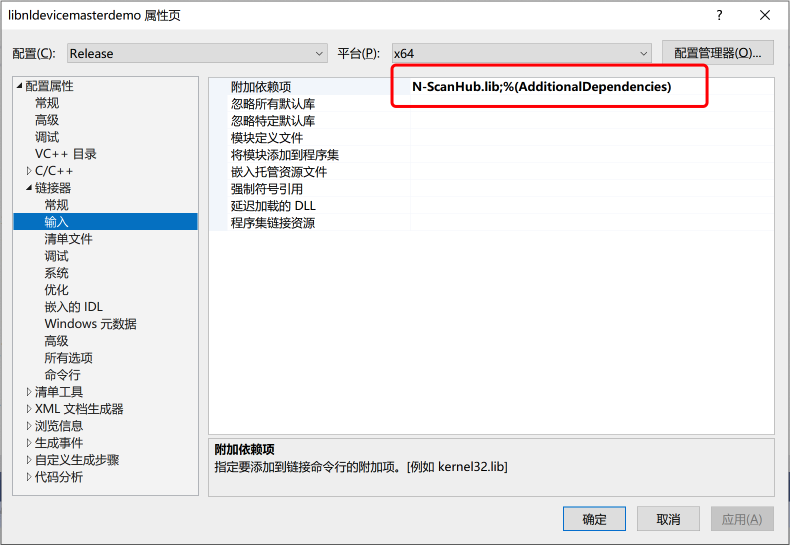 libnldevicemasterdemo 属性页
配置(C): Release 平台(P): x64 配置管理器(O)...
配置属性
常规
高级
调试
VC++ 目录
C/C++
链接器
常规
输入
清单文件
调试
系统
优化
嵌入的 IDL
Windows 元数据
高级
所有选项
命令行
清单工具
XML 文档生成器
浏览信息
生成事件
自定义生成步骤
代码分析
附加依赖项 N-ScanHub.lib;%(AdditionalDependencies)
忽略所有默认库
忽略特定默认库
模块定义文件
将模块添加到程序集
嵌入托管资源文件
强制符号引用
延迟加载的 DLL
程序集链接资源
附加依赖项
指定要添加到链接命令行的附加项。[例如 kernel32.lib]
确定 取消 应用(A)